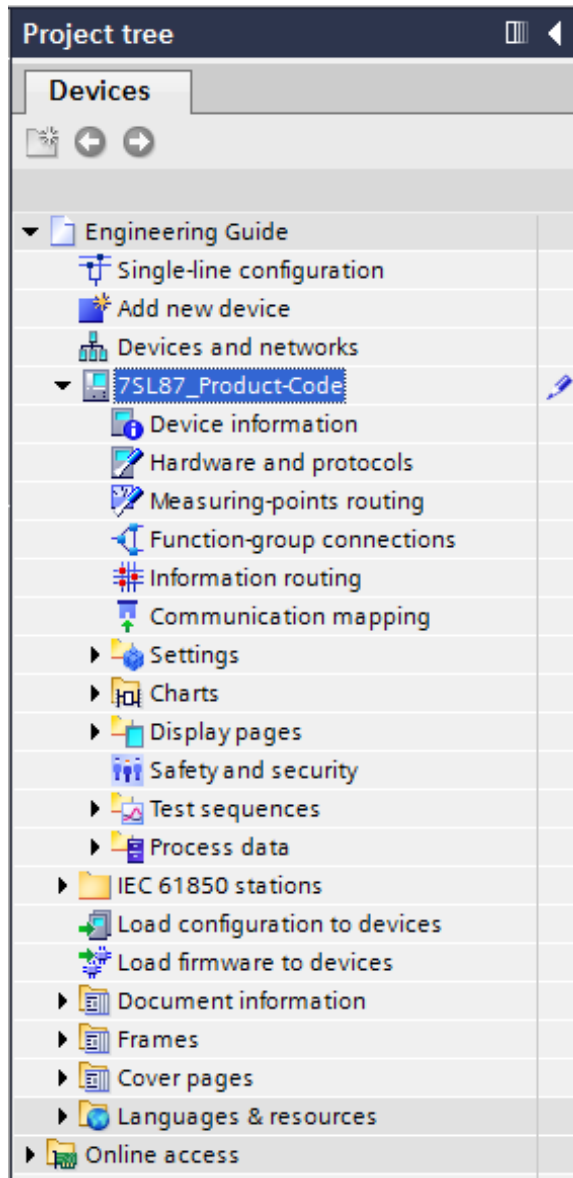 Project tree
Devices
Engineering Guide
Single-line configuration
Add new device
Devices and networks
7SL87_Product-Code
Device information
Hardware and protocols
Measuring-points routing
Function-group connections
Information routing
Communication mapping
Settings
Charts
Display pages
Safety and security
Test sequences
Process data
IEC 61850 stations
Load configuration to devices
Load firmware to devices
Document information
Frames
Cover pages
Languages & resources
Online access